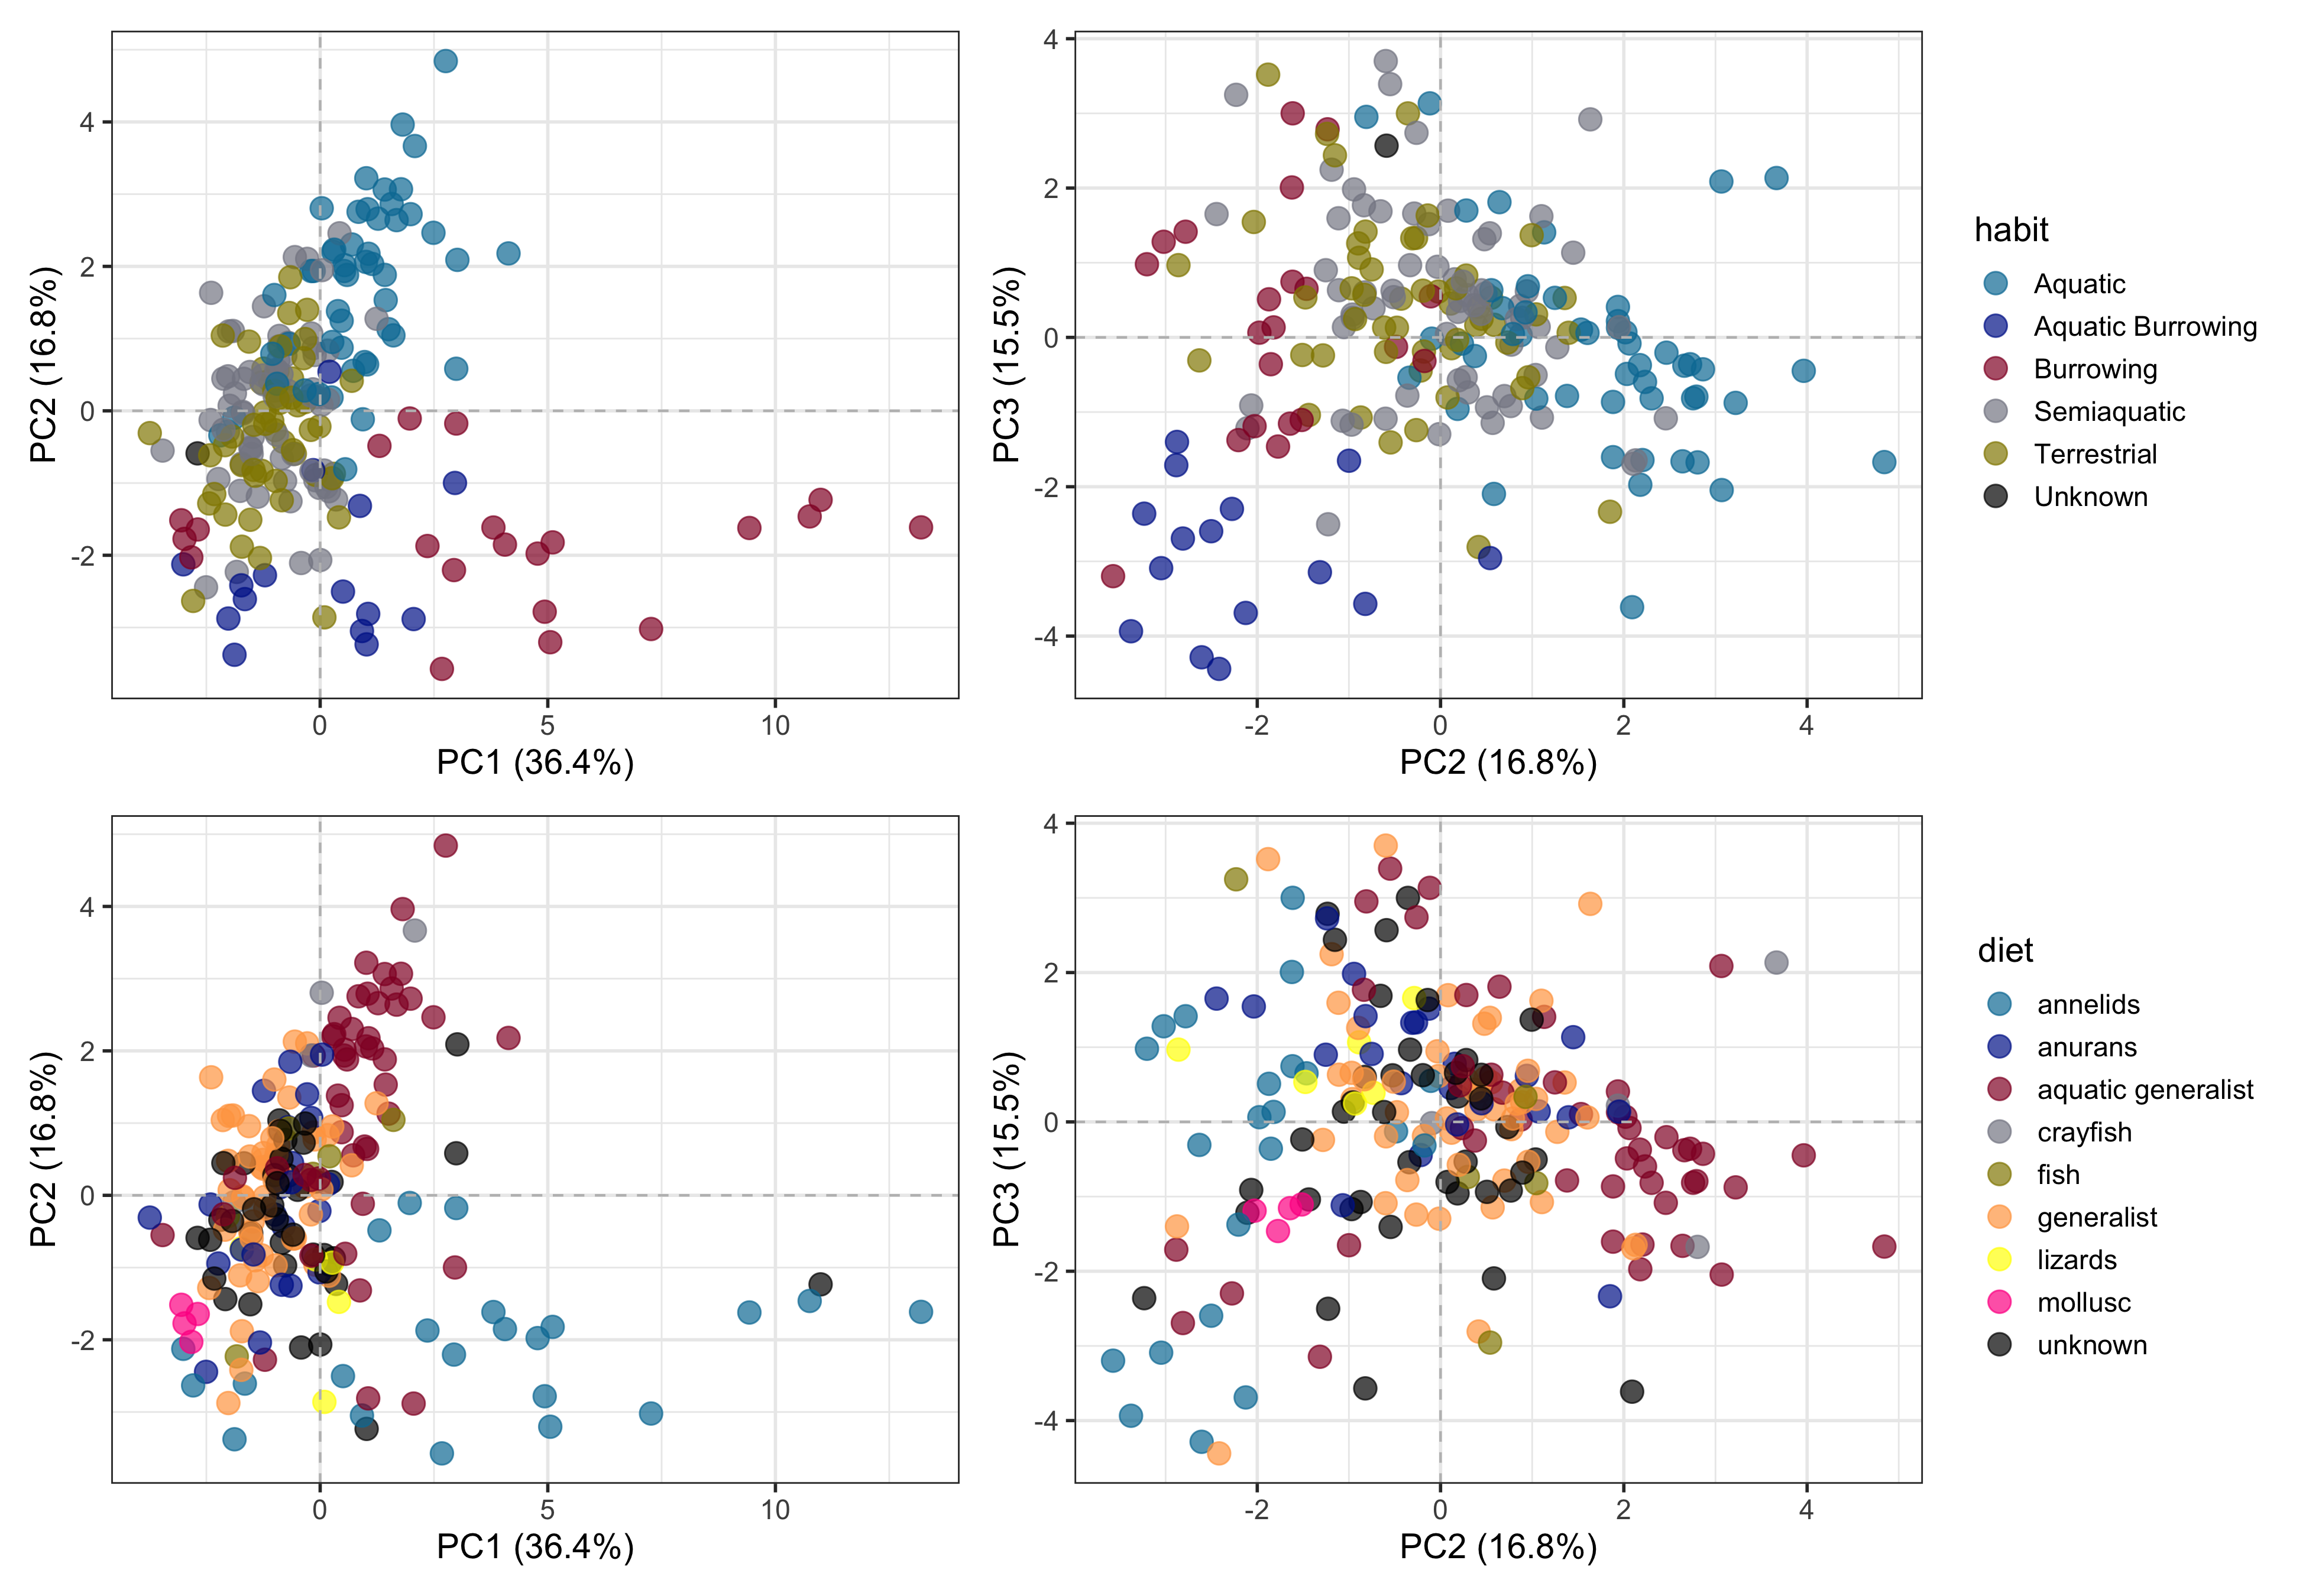 4
2
0
-2
PC2 (16.8%)
0
5
10
PC1 (36.4%)
4
2
0
-2
-4
PC3 (15.5%)
-2
0
2
4
PC2 (16.8%)
habit
Aquatic
Aquatic Burrowing
Burrowing
Semiaquatic
Terrestrial
Unknown
4
2
0
-2
PC2 (16.8%)
0
5
10
PC1 (36.4%)
4
2
0
-2
-4
PC3 (15.5%)
-2
0
2
4
PC2 (16.8%)
diet
annelids
anurans
aquatic generalist
crayfish
fish
generalist
lizards
mollusc
unknown